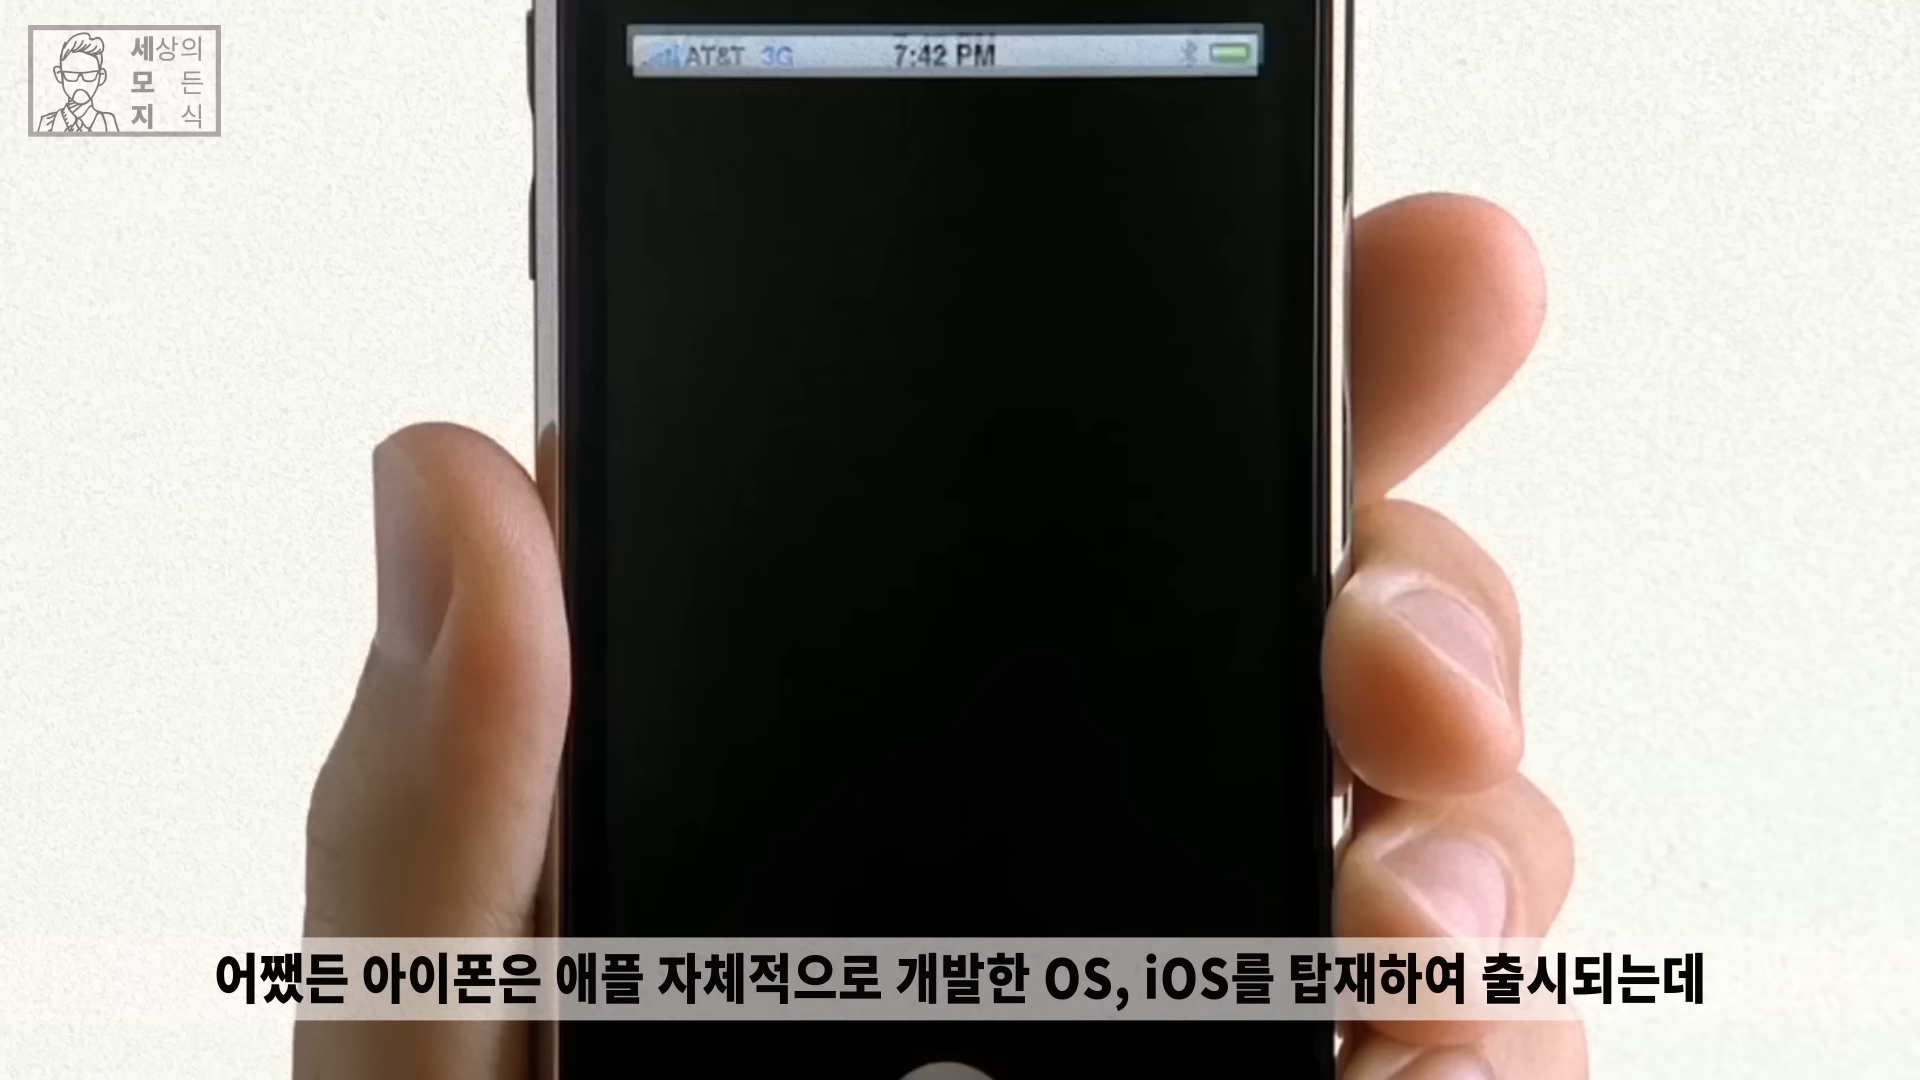 세상의
모든
지식
AT&T 3G 7:42 PM
어쨌든 아이폰은 애플 자체적으로 개발한 OS, iOS를 탑재하여 출시되는데